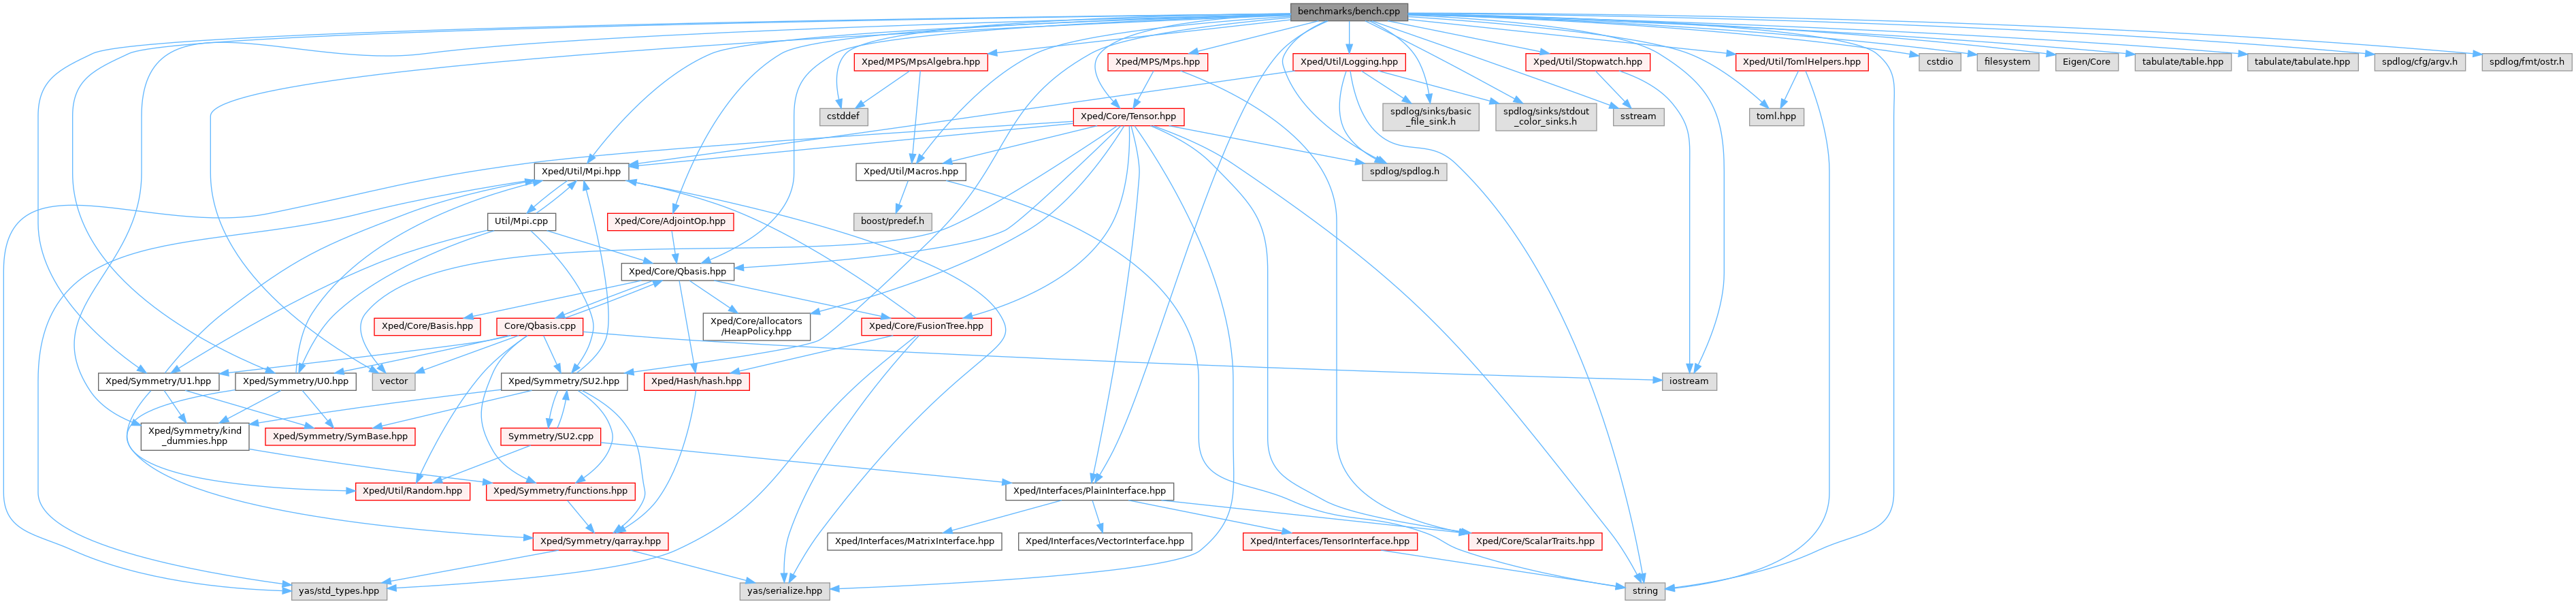 benchmarks/bench.cpp
Xped/MPS/MpsAlgebra.hpp
Xped/MPS/Mps.hpp
Xped/Util/Logging.hpp
Xped/Util/Stopwatch.hpp
Xped/Util/TomlHelpers.hpp
cstdio
filesystem
Eigen/Core
tabulate/table.hpp
tabulate/tabulate.hpp
spdlog/cfg/argv.h
spdlog/fmt/ostr.h
cstddef
Xped/Core/Tensor.hpp
spdlog/sinks/basic
_file_sink.h
spdlog/sinks/stdout
_color_sinks.h
sstream
toml.hpp
Xped/Util/Mpi.hpp
Xped/Util/Macros.hpp
spdlog/spdlog.h
Util/Mpi.cpp
Xped/Core/AdjointOp.hpp
boost/predef.h
Xped/Core/Qbasis.hpp
Xped/Core/Basis.hpp
Core/Qbasis.cpp
Xped/Core/allocators
/HeapPolicy.hpp
Xped/Core/FusionTree.hpp
Xped/Symmetry/U1.hpp
Xped/Symmetry/U0.hpp
vector
Xped/Symmetry/SU2.hpp
Xped/Hash/hash.hpp
iostream
Xped/Symmetry/kind
_dummies.hpp
Xped/Symmetry/SymBase.hpp
Symmetry/SU2.cpp
Xped/Util/Random.hpp
Xped/Symmetry/functions.hpp
Xped/Interfaces/PlainInterface.hpp
Xped/Symmetry/qarray.hpp
Xped/Interfaces/MatrixInterface.hpp
Xped/Interfaces/VectorInterface.hpp
Xped/Interfaces/TensorInterface.hpp
Xped/Core/ScalarTraits.hpp
yas/std_types.hpp
yas/serialize.hpp
string